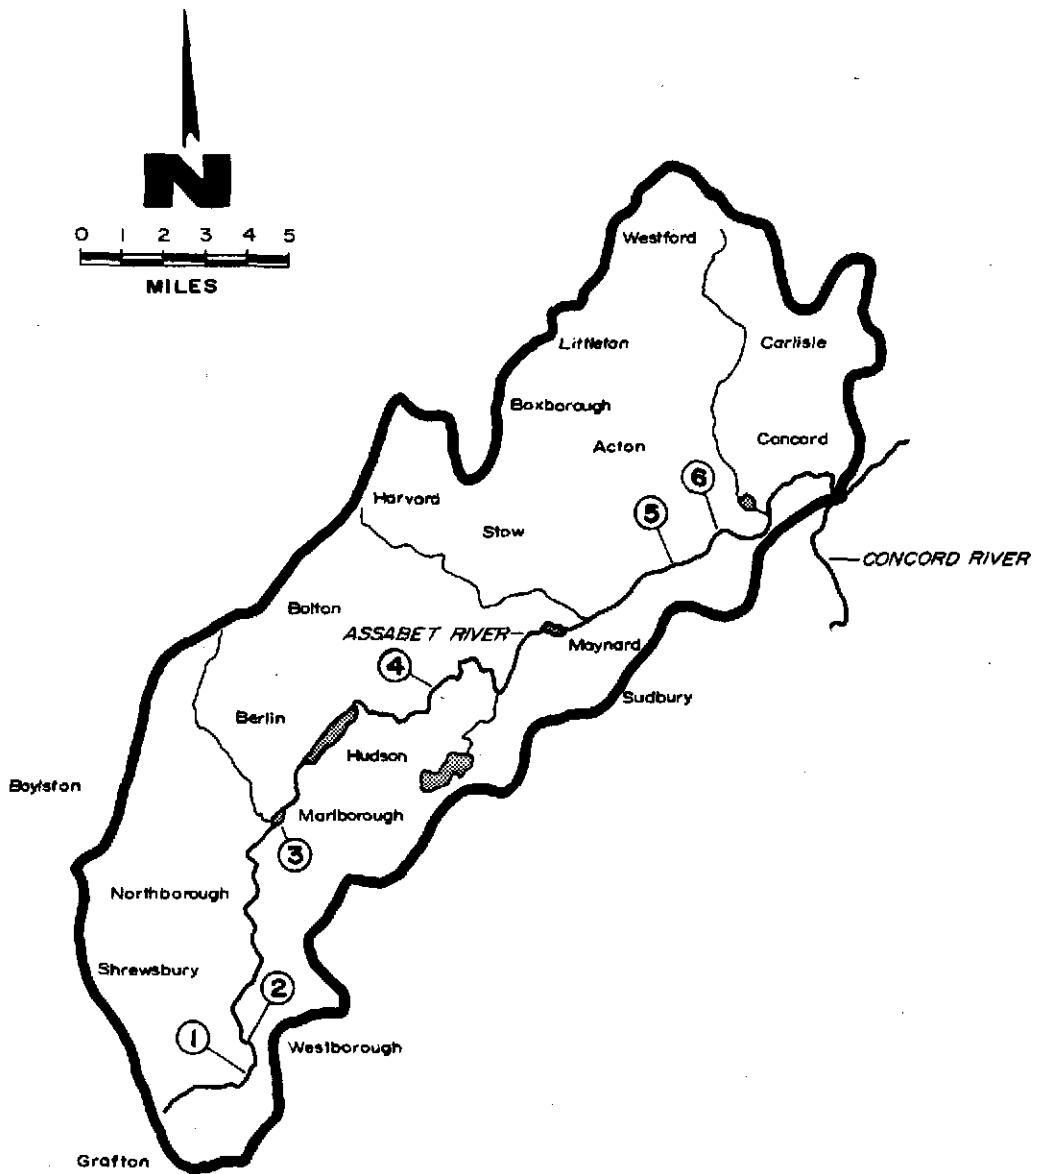 N
0 1 2 3 4 5
MILES
Westford
Littleton
Carlisle
Boxborough
Acton
Concord
6
Harvard
5
Stow
CONCORD RIVER
Bolton
ASSABET RIVER
Maynard
4
Sudbury
Berlin
Hudson
Boylston
Marlborough
3
Northborough
Shrewsbury
2
1
Westborough
Grafton